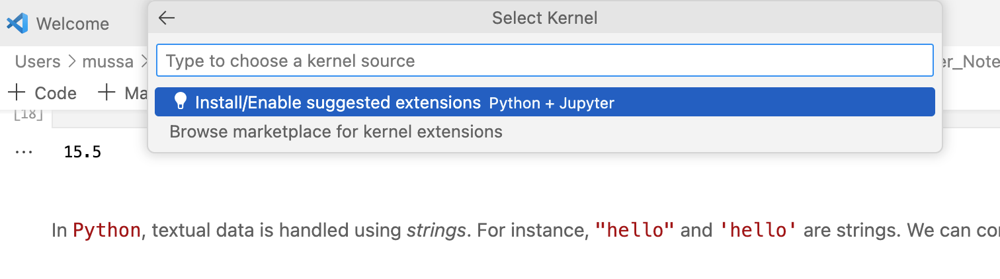 Welcome
Select Kernel
Users > mussa >
Type to choose a kernel source
er_Note
Code
Ma
Install/Enable suggested extensions Python + Jupyter
[18]
Browse marketplace for kernel extensions
... 15.5
In Python, textual data is handled using strings. For instance, "hello" and 'hello' are strings. We can co